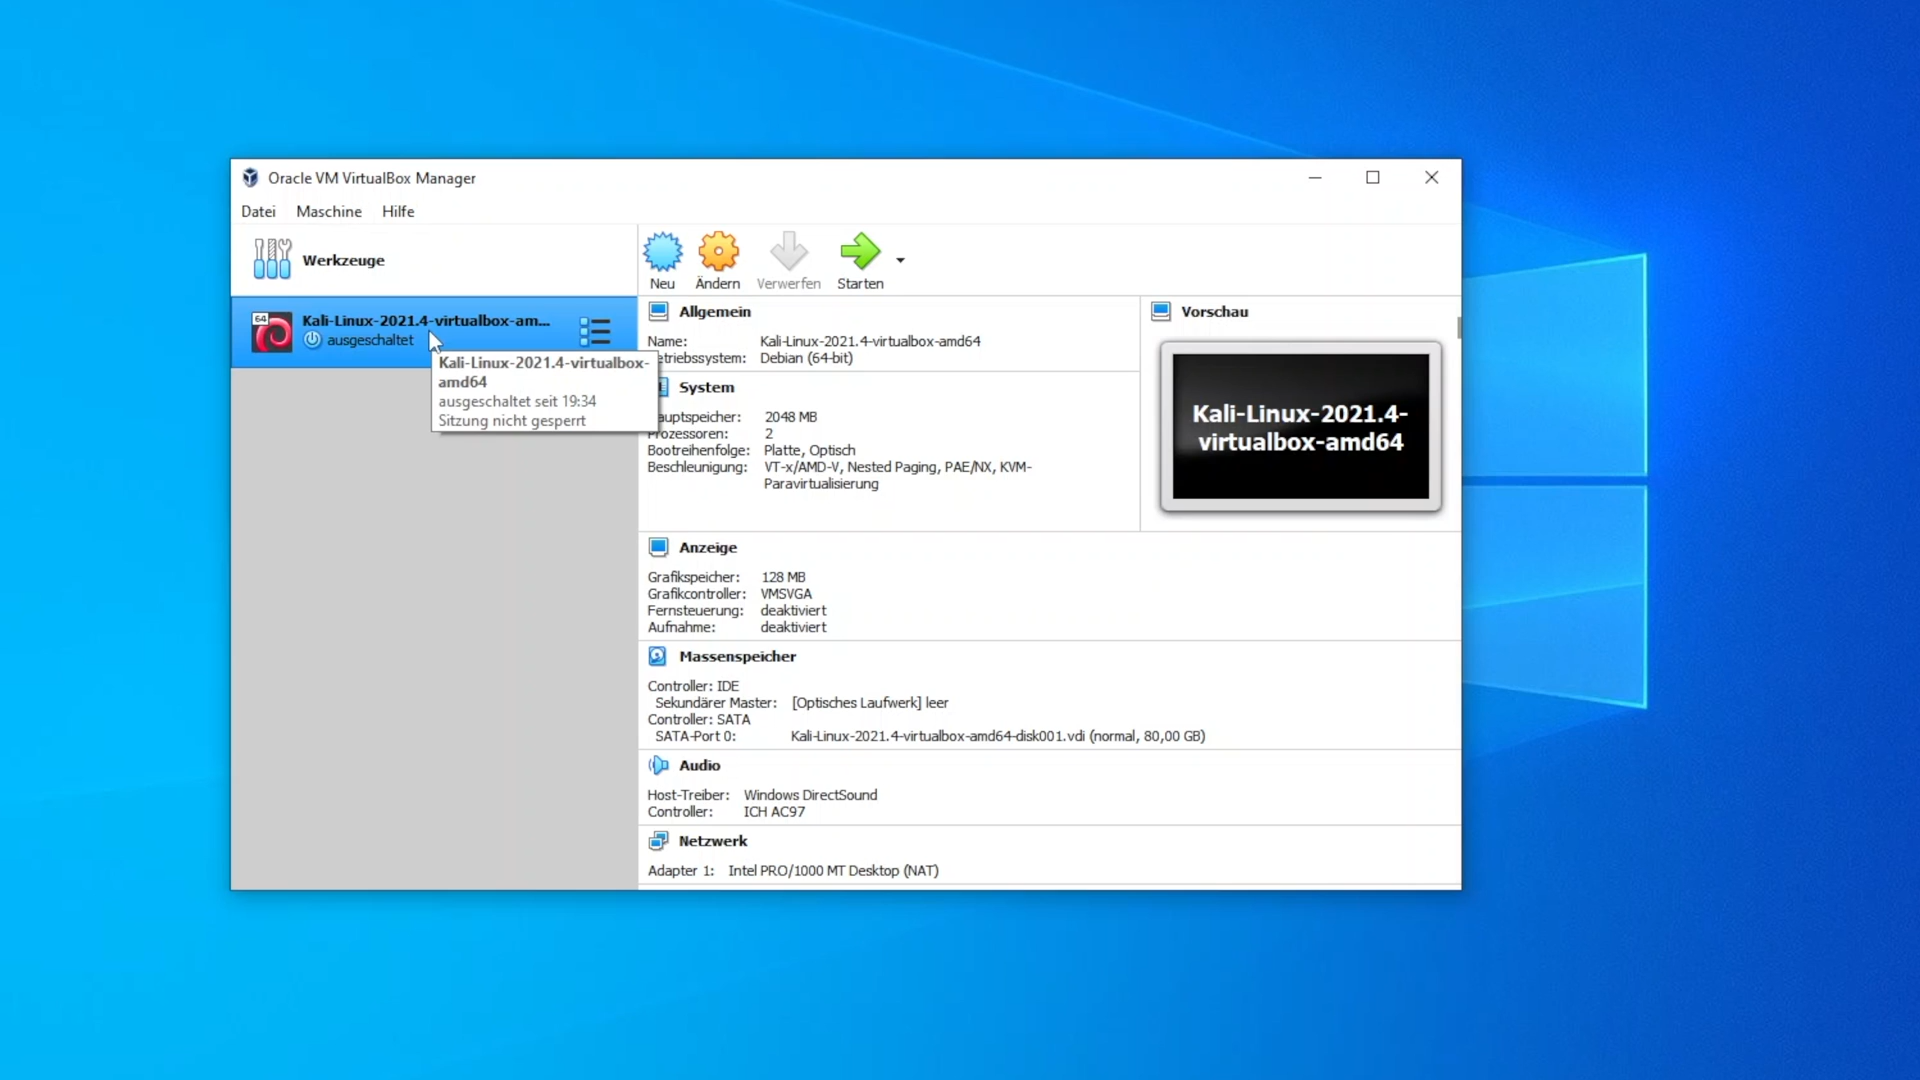 Oracle VM VirtualBox Manager
Datei Maschine Hilfe
Werkzeuge
Neu Ändern Verwerfen Starten
64
Kali-Linux-2021.4-virtualbox-am...
ausgeschaltet
Kali-Linux-2021.4-virtualbox-
amd64
ausgeschaltet seit 19:34
Sitzung nicht gesperrt
Allgemein
Name: Kali-Linux-2021.4-virtualbox-amd64
etriebssystem: Debian (64-bit)
System
auptspeicher: 2048 MB
Prozessoren: 2
Bootreihenfolge: Platte, Optisch
Beschleunigung: VT-x/AMD-V, Nested Paging, PAE/NX, KVM-
Paravirtualisierung
Vorschau
Kali-Linux-2021.4-
virtualbox-amd64
Anzeige
Grafikspeicher: 128 MB
Grafikcontroller: VMSVGA
Fernsteuerung: deaktiviert
Aufnahme: deaktiviert
Massenspeicher
Controller: IDE
Sekundärer Master: [Optisches Laufwerk] leer
Controller: SATA
SATA-Port 0: Kali-Linux-2021.4-virtualbox-amd64-disk001.vdi (normal, 80,00 GB)
Audio
Host-Treiber: Windows DirectSound
Controller: ICH AC97
Netzwerk
Adapter 1: Intel PRO/1000 MT Desktop (NAT)